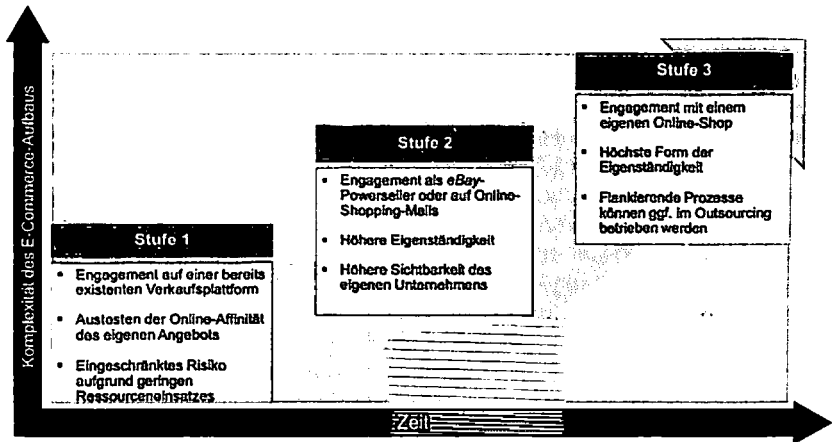 Komplexität des E-Commerce-Aufbaus
Stufe 1
▪ Engagement auf einer bereits
existenten Verkaufsplattform
▪ Austesten der Online-Affinität
des eigenen Angebots
▪ Eingeschränktes Risiko
aufgrund geringen
Ressourceneinsatzes
Stufe 2
▪ Engagement als eBay-
Powerseller oder auf Online-
Shopping-Malls
▪ Höhere Eigenständigkeit
▪ Höhere Sichtbarkeit des
eigenen Unternehmens
Stufe 3
▪ Engagement mit einem
eigenen Online-Shop
▪ Höchste Form der
Eigenständigkeit
▪ Flankierende Prozesse
können ggf. im Outsourcing
betrieben werden
Zeit